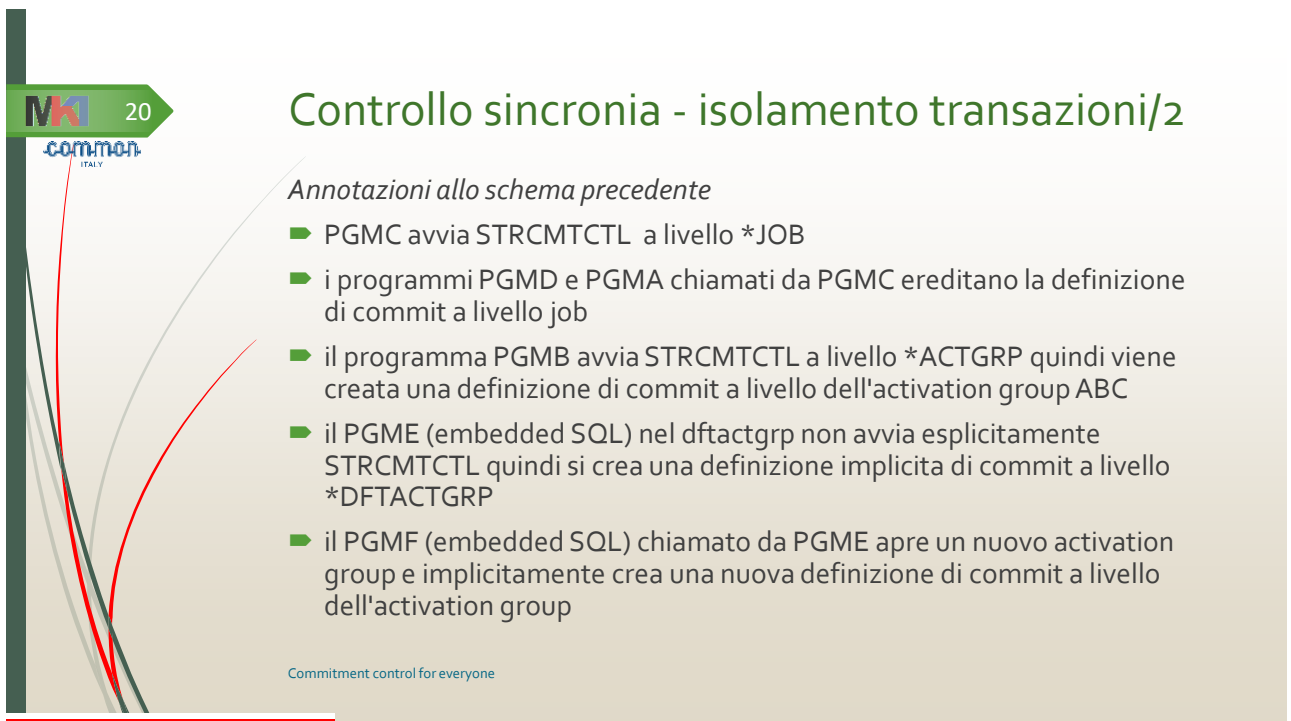 MK1
20
common
ITALY
Controllo sincronia - isolamento transazioni/2
Annotazioni allo schema precedente
PGMC avvia STRCMTCTL a livello *JOB
i programmi PGMD e PGMA chiamati da PGMC ereditano la definizione
di commit a livello job
il programma PGMB avvia STRCMTCTL a livello *ACTGRP quindi viene
creata una definizione di commit a livello dell'activation group ABC
il PGME (embedded SQL) nel dftactgrp non avvia esplicitamente
STRCMTCTL quindi si crea una definizione implicita di commit a livello
*DFTACTGRP
il PGMF (embedded SQL) chiamato da PGME apre un nuovo activation
group e implicitamente crea una nuova definizione di commit a livello
dell'activation group
Commitment control for everyone